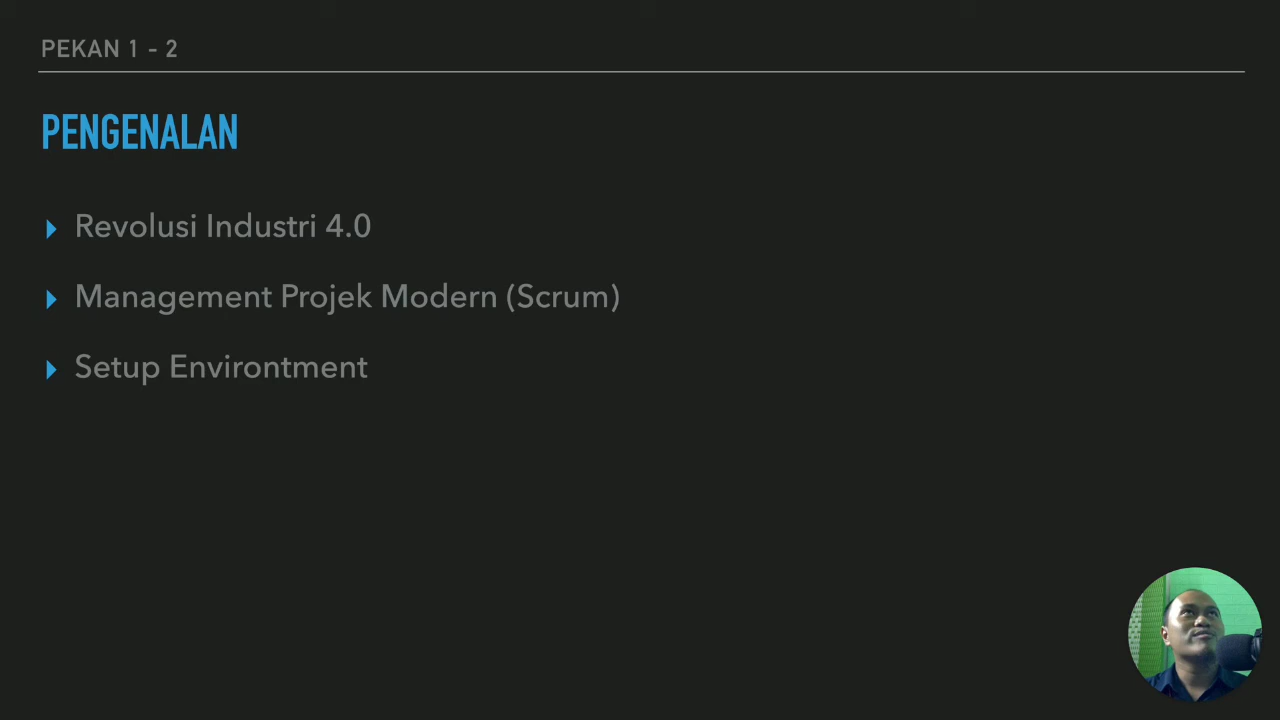 PEKAN 1 - 2
PENGENALAN
Revolusi Industri 4.0
Management Projek Modern (Scrum)
Setup Environtment